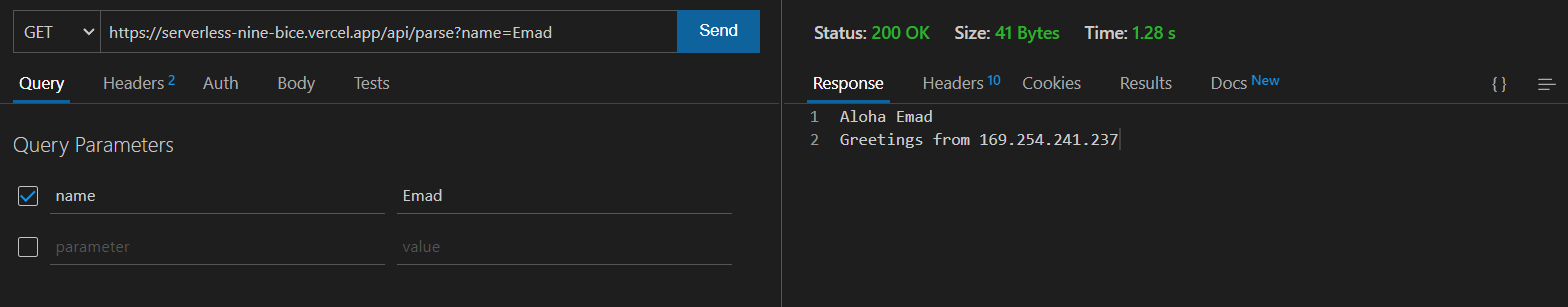 GET https://serverless-nine-bice.vercel.app/api/parse?name=Emad Send
Query Headers 2 Auth Body Tests
Query Parameters
name Emad
parameter value
Status: 200 OK Size: 41 Bytes Time: 1.28 s
Response Headers 10 Cookies Results Docs New { }
1 Aloha Emad
2 Greetings from 169.254.241.237